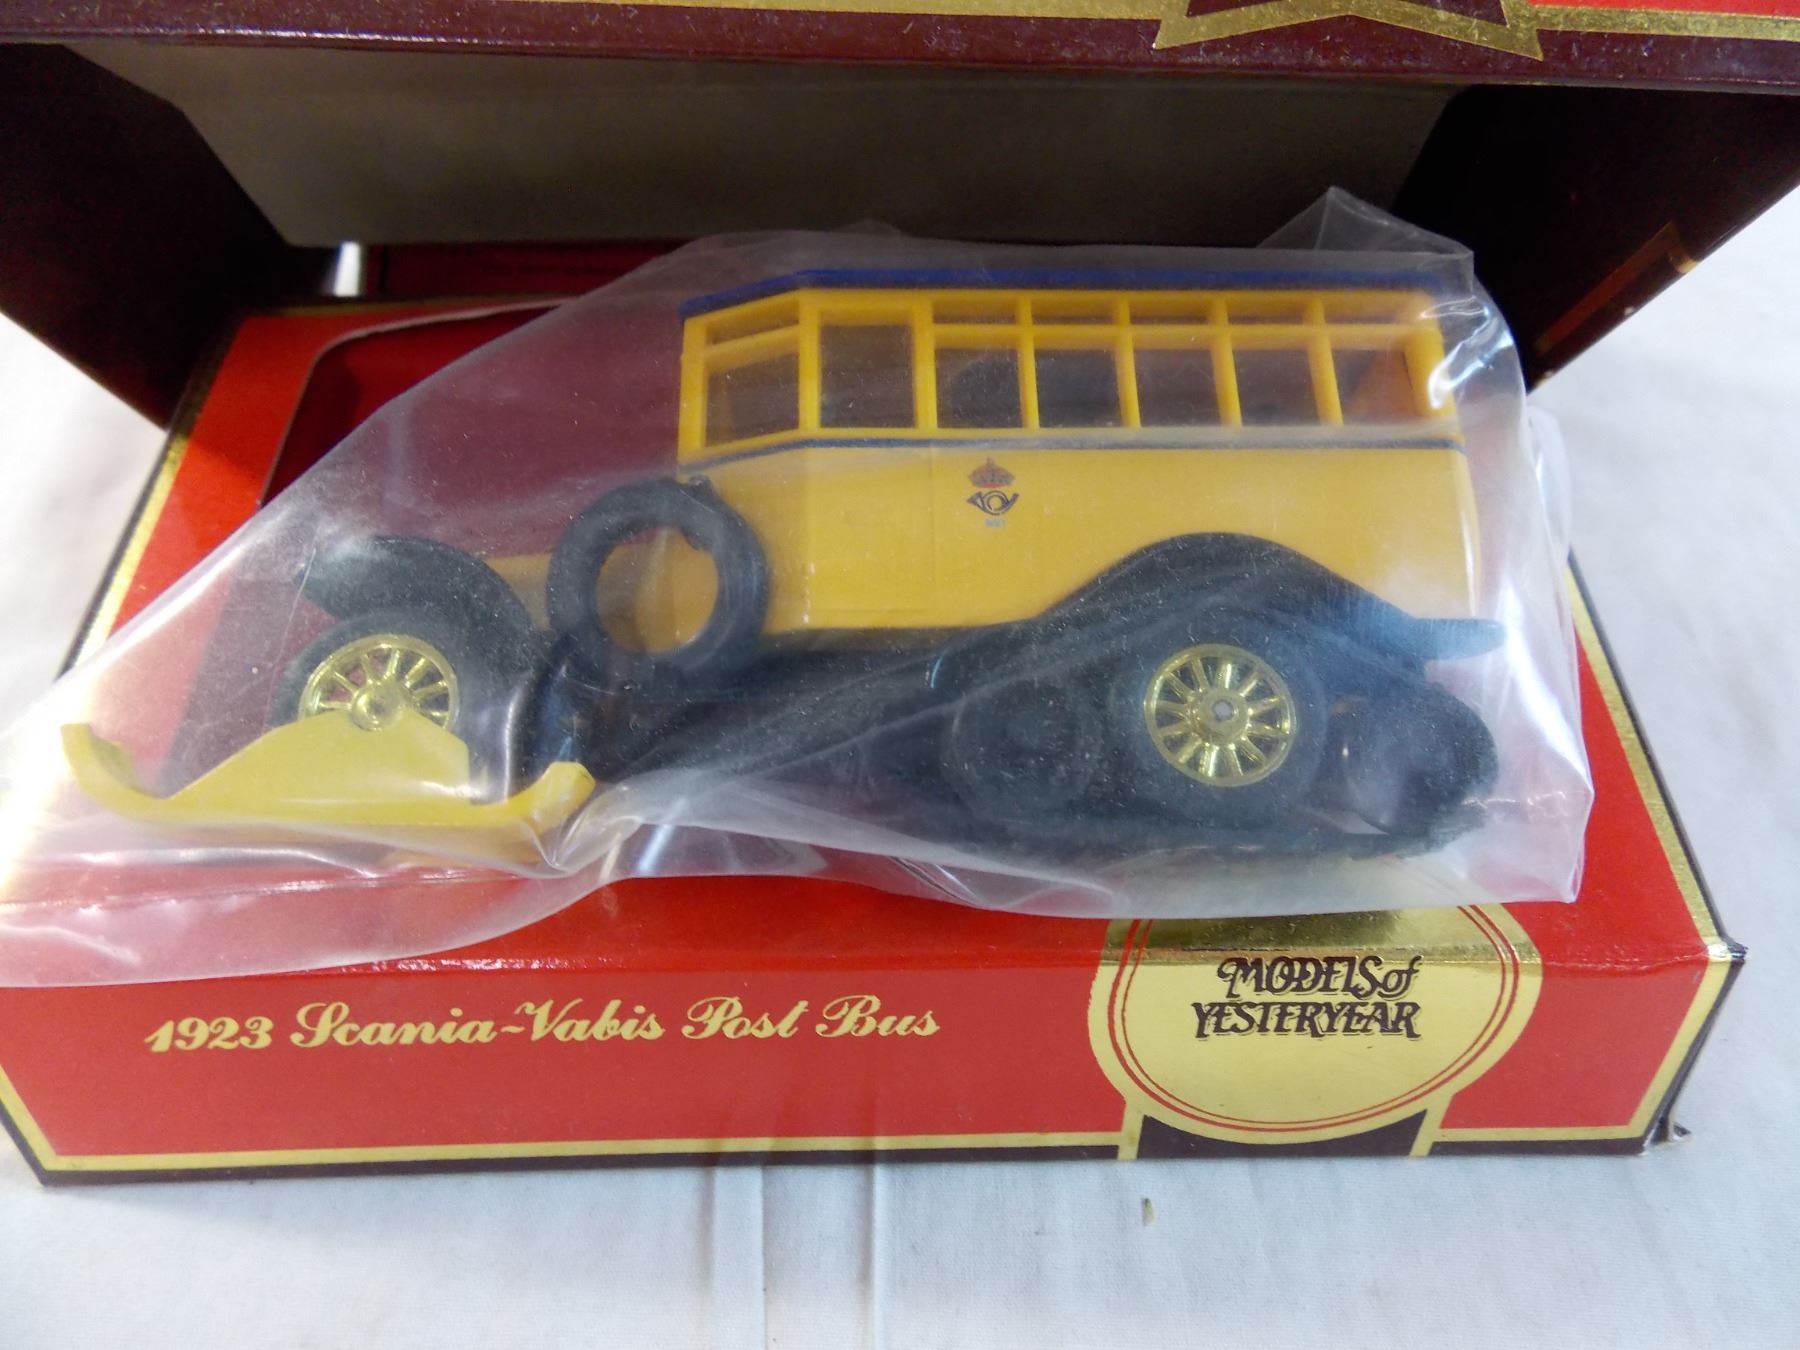 1923 Scania-Vabis Post Bus
MODELS of
YESTERYEAR